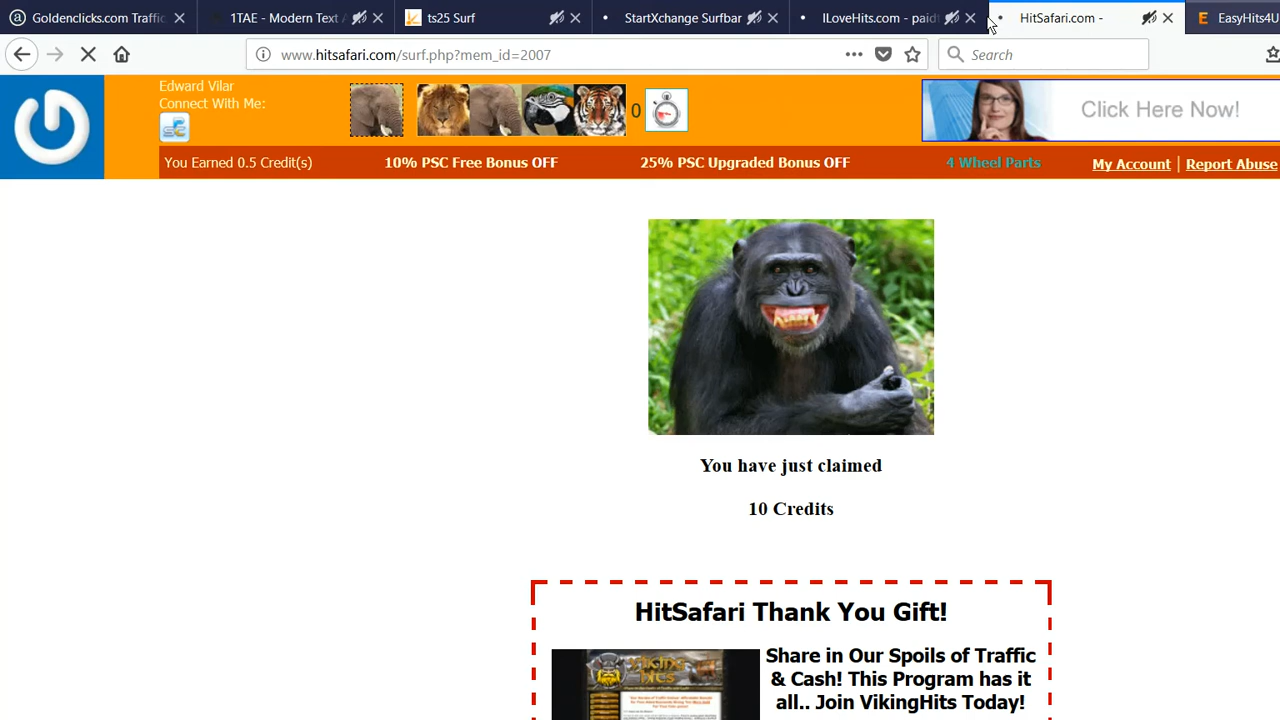 Goldenclicks.com Traffic
1TAE - Modern Text A
ts25 Surf
StartXchange Surfbar
ILoveHits.com - paid
HitSafari.com -
EasyHits4U
www.hitsafari.com/surf.php?mem_id=2007
Search
Edward Vilar
Connect With Me:
0
Click Here Now!
You Earned 0.5 Credit(s)
10% PSC Free Bonus OFF
25% PSC Upgraded Bonus OFF
4 Wheel Parts
My Account | Report Abuse
You have just claimed
10 Credits
HitSafari Thank You Gift!
VIKING
HITS
Share in Our Spoils of Traffic
& Cash! This Program has it
all.. Join VikingHits Today!